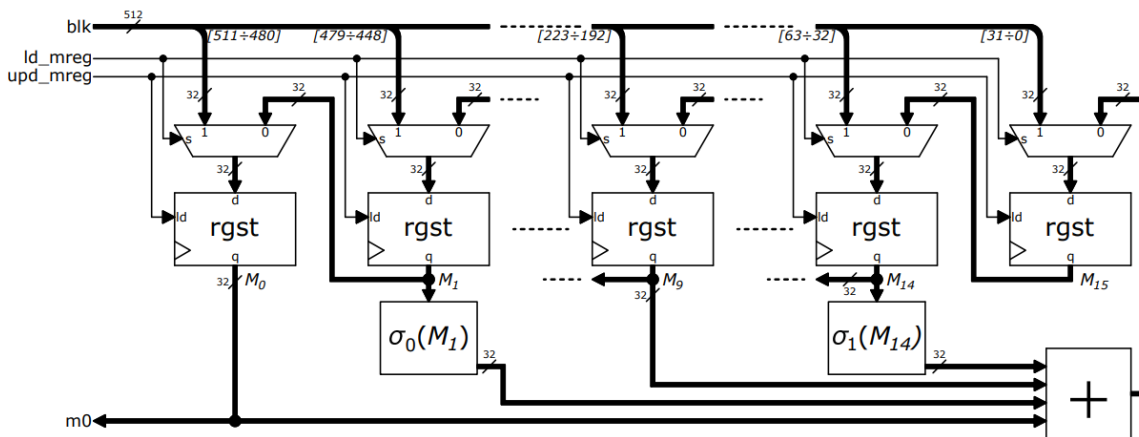 blk 512
[511÷480] [479÷448] [223÷192] [63÷32] [31÷0]
ld_mreg
upd_mreg
32 32 32 32 32 32 32 32 32
1 0 1 0 1 0 1 0 1 0
s s s s s
32 32 32 32 32
d d d d d
ld ld ld ld ld
rgst rgst rgst rgst rgst
q q q q q
32 M0 M1 M9 M14 M15
32 32
σ0(M1) σ1(M14)
32 32
+
m0